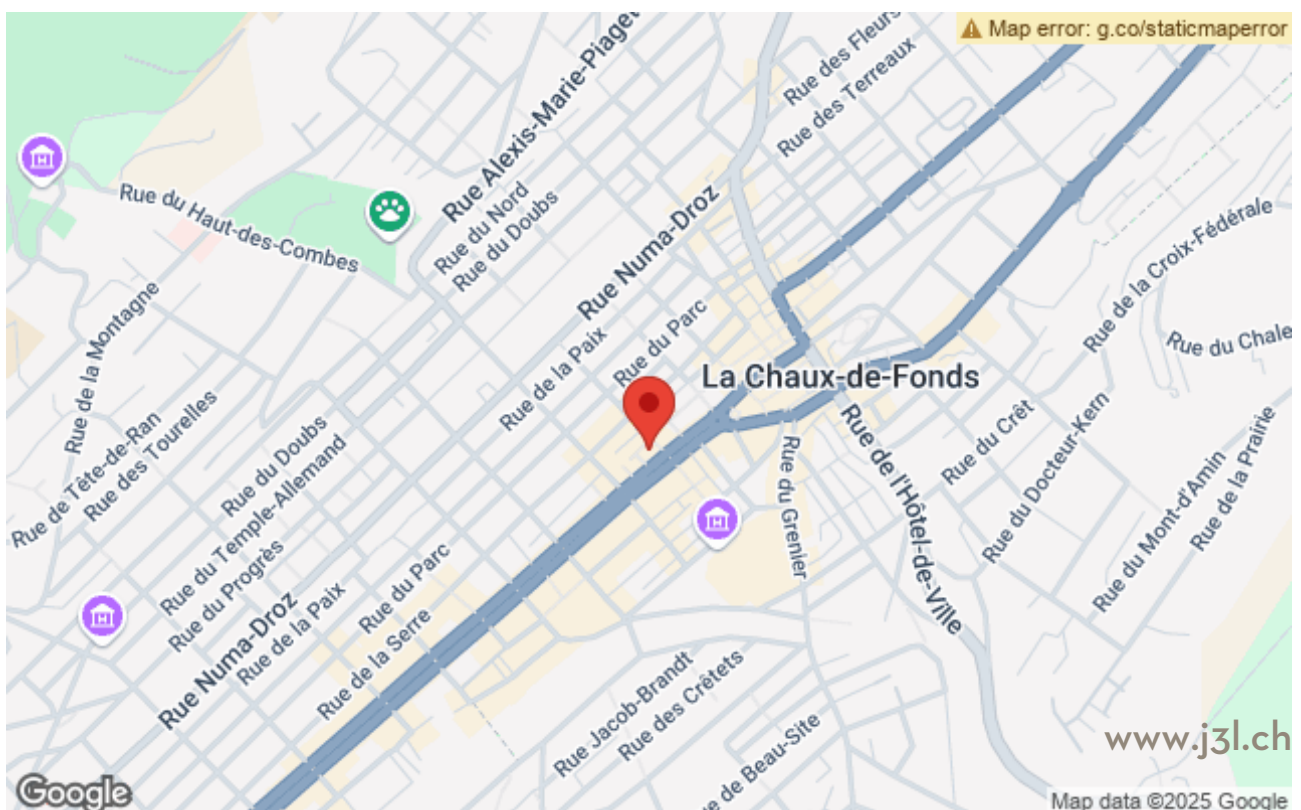 Map error: g.co/staticmaperror
Rue des Fleurs
Rue des Terreaux
Rue Alexis-Marie-Piaget
Rue du Nord
Rue du Doubs
Rue du Haut-des-Combes
Rue Numa-Droz
Rue de la Croix-Fédérale
Rue du Chale
Rue de la Montagne
Rue du Parc
Rue de la Paix
La Chaux-de-Fonds
Rue de Tête-de-Ran
Rue des Tourelles
Rue du Doubs
Rue du Temple-Allemand
Rue du Progrès
Rue Numa-Droz
Rue de la Paix
Rue du Parc
Rue de la Serre
Rue du Grenier
Rue de l'Hôtel-de-Ville
Rue du Crêt
Rue du Docteur-Kern
Rue du Mont-d'Amin
Rue de la Prairie
Rue Jacob-Brandt
Rue des Crêtets
e de Beau-Site
www.j3l.ch
Google
Map data ©2025 Google